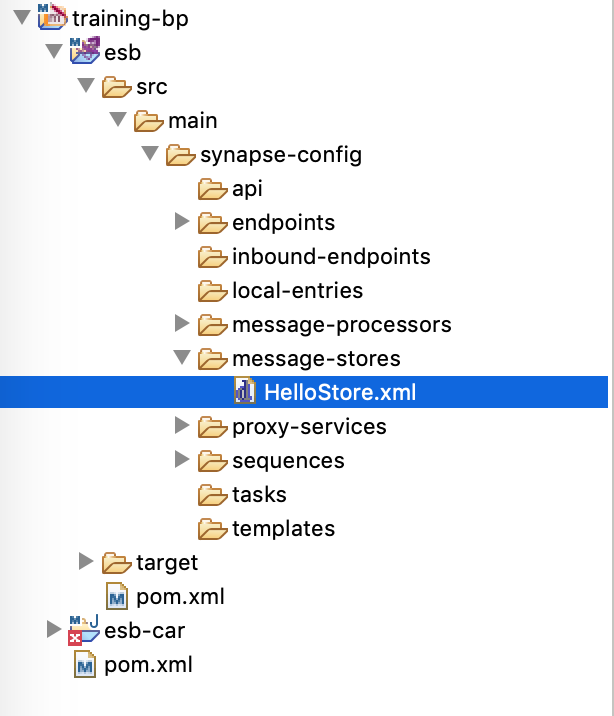 training-bp
esb
src
main
synapse-config
api
endpoints
inbound-endpoints
local-entries
message-processors
message-stores
HelloStore.xml
proxy-services
sequences
tasks
templates
target
pom.xml
esb-car
pom.xml